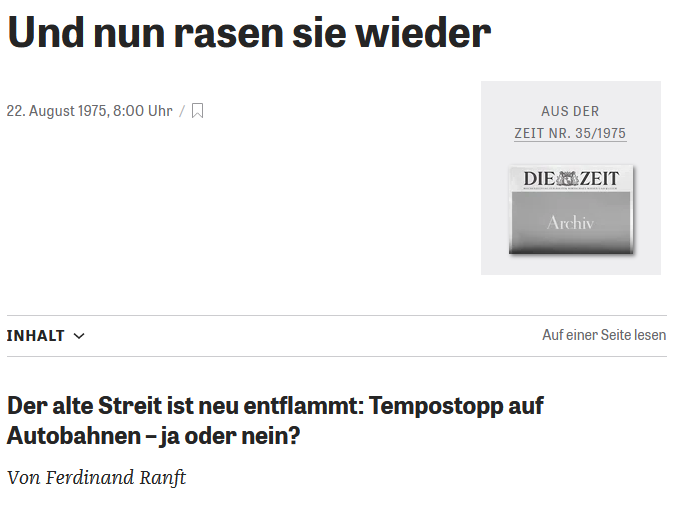 Und nun rasen sie wieder
22. August 1975, 8:00 Uhr /
AUS DER
ZEIT NR. 35/1975
DIE ZEIT
Archiv
INHALT
Auf einer Seite lesen
Der alte Streit ist neu entflammt: Tempostopp auf
Autobahnen – ja oder nein?
Von Ferdinand Ranft